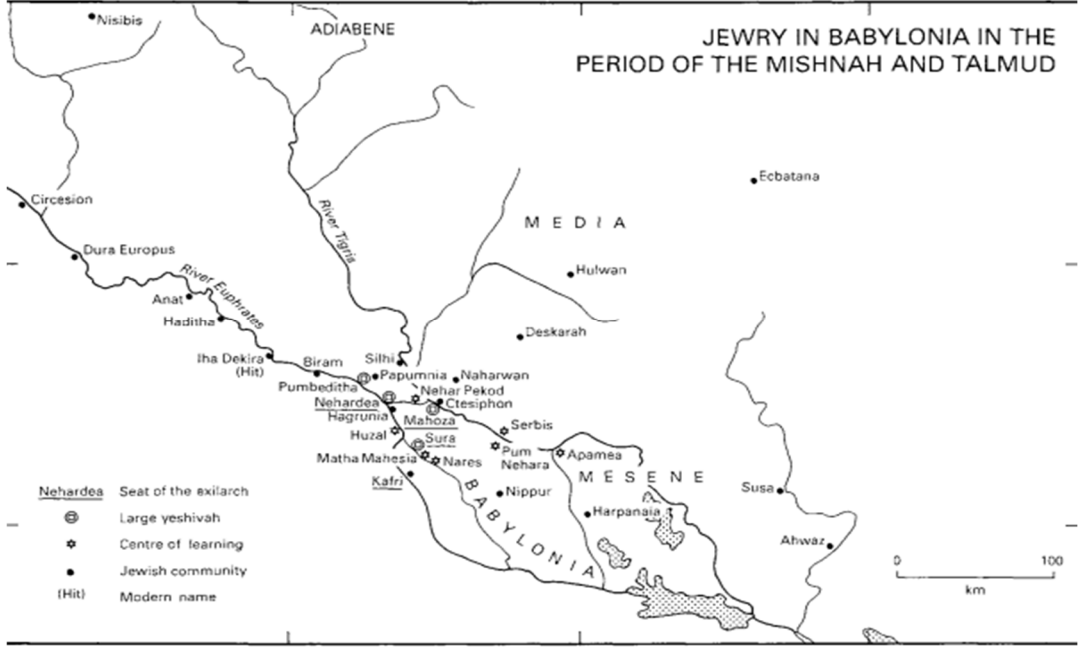 JEWRY IN BABYLONIA IN THE
PERIOD OF THE MISHNAH AND TALMUD
Nisibis
ADIABENE
Ecbatana
Circesion
River Tigris
MEDIA
Dura Europus
River Euphrates
Hulwan
Anat
Haditha
Deskarah
Iha Dekira
(Hit)
Biram
Silhi
Pumbeditha
Papumnia
Naharwan
Nehar Pekod
Nehardea
Ctesiphon
Hagrunia
Mahoza
Huzal
Sura
Serbis
Matha Mahesia
Nares
Pum
Nehara
Apamea
Kafri
MESENE
Nippur
Susa
BABYLONIA
Harpanaia
Ahwaz
Nehardea Seat of the exilarch
Large yeshivah
Centre of learning
Jewish community
(Hit) Modern name
0 100
km